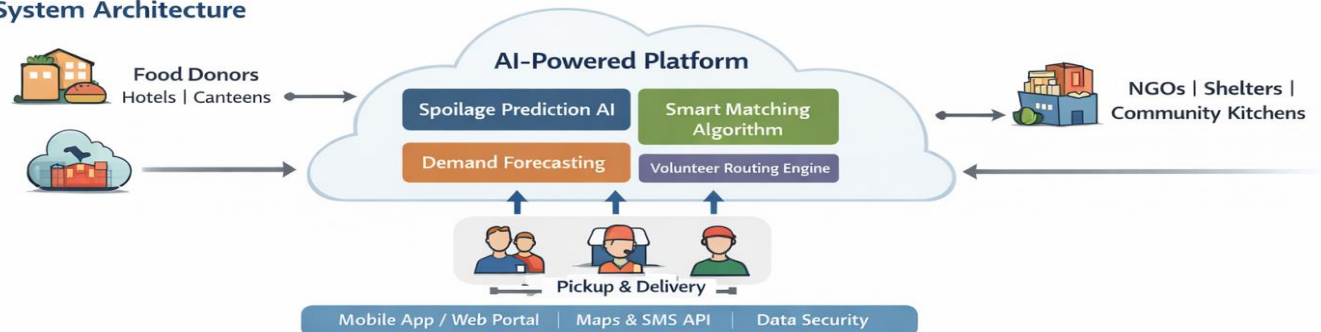 System Architecture
Food Donors
Hotels | Canteens
AI-Powered Platform
Spoilage Prediction AI
Smart Matching
Algorithm
Demand Forecasting
Volunteer Routing Engine
NGOs | Shelters |
Community Kitchens
Pickup & Delivery
Mobile App / Web Portal | Maps & SMS API | Data Security